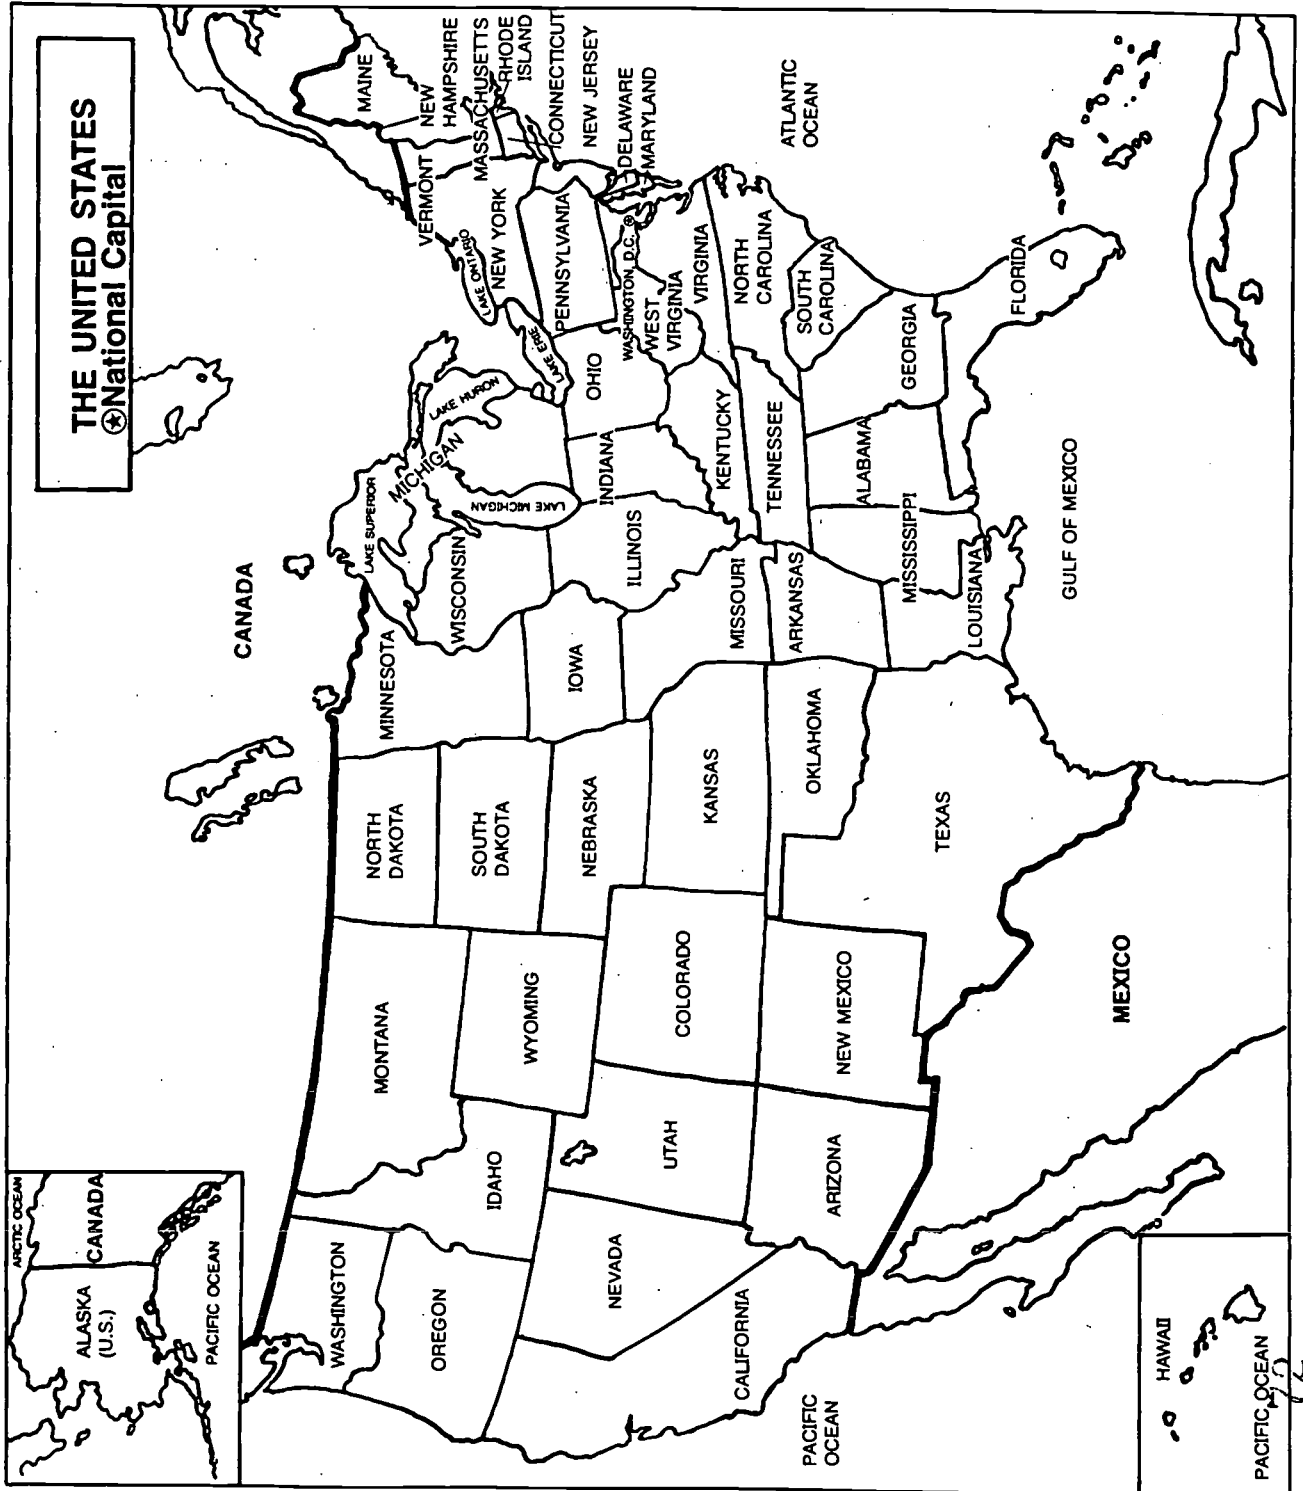 THE UNITED STATES
National Capital
ARCTIC OCEAN
CANADA
ALASKA
(U.S.)
PACIFIC OCEAN
CANADA
WASHINGTON
OREGON
IDAHO
MONTANA
NORTH
DAKOTA
MINNESOTA
LAKE SUPERIOR
MICHIGAN
LAKE HURON
LAKE MICHIGAN
WISCONSIN
SOUTH
DAKOTA
WYOMING
NEBRASKA
IOWA
ILLINOIS
INDIANA
OHIO
LAKE ERIE
LAKE ONTARIO
NEW YORK
VERMONT
MAINE
NEW
HAMPSHIRE
MASSACHUSETTS
RHODE
ISLAND
CONNECTICUT
NEW JERSEY
PENNSYLVANIA
DELAWARE
MARYLAND
WASHINGTON, D.C.
WEST
VIRGINIA
VIRGINIA
NORTH
CAROLINA
SOUTH
CAROLINA
KENTUCKY
TENNESSEE
GEORGIA
ALABAMA
MISSISSIPPI
FLORIDA
LOUISIANA
ARKANSAS
MISSOURI
KANSAS
OKLAHOMA
TEXAS
COLORADO
NEW MEXICO
UTAH
ARIZONA
NEVADA
CALIFORNIA
PACIFIC
OCEAN
ATLANTIC
OCEAN
GULF OF MEXICO
MEXICO
HAWAII
PACIFIC OCEAN